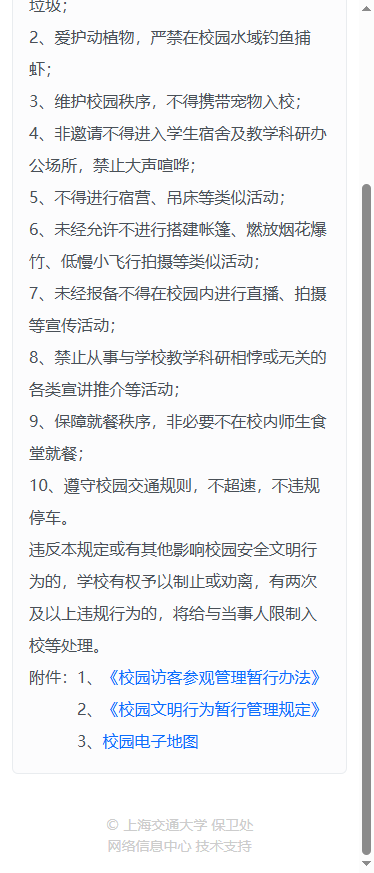 垃圾；
2、爱护动植物，严禁在校园水域钓鱼捕
虾；
3、维护校园秩序，不得携带宠物入校；
4、非邀请不得进入学生宿舍及教学科研办
公场所，禁止大声喧哗；
5、不得进行宿营、吊床等类似活动；
6、未经允许不进行搭建帐篷、燃放烟花爆
竹、低慢小飞行拍摄等类似活动；
7、未经报备不得在校园内进行直播、拍摄
等宣传活动；
8、禁止从事与学校教学科研相悖或无关的
各类宣讲推介等活动；
9、保障就餐秩序，非必要不在校内师生食
堂就餐；
10、遵守校园交通规则，不超速，不违规
停车。
违反本规定或有其他影响校园安全文明行
为的，学校有权予以制止或劝离，有两次
及以上违规行为的，将给与当事人限制入
校等处理。
附件：1、《校园访客参观管理暂行办法》
2、《校园文明行为暂行管理规定》
3、校园电子地图
© 上海交通大学 保卫处
网络信息中心 技术支持